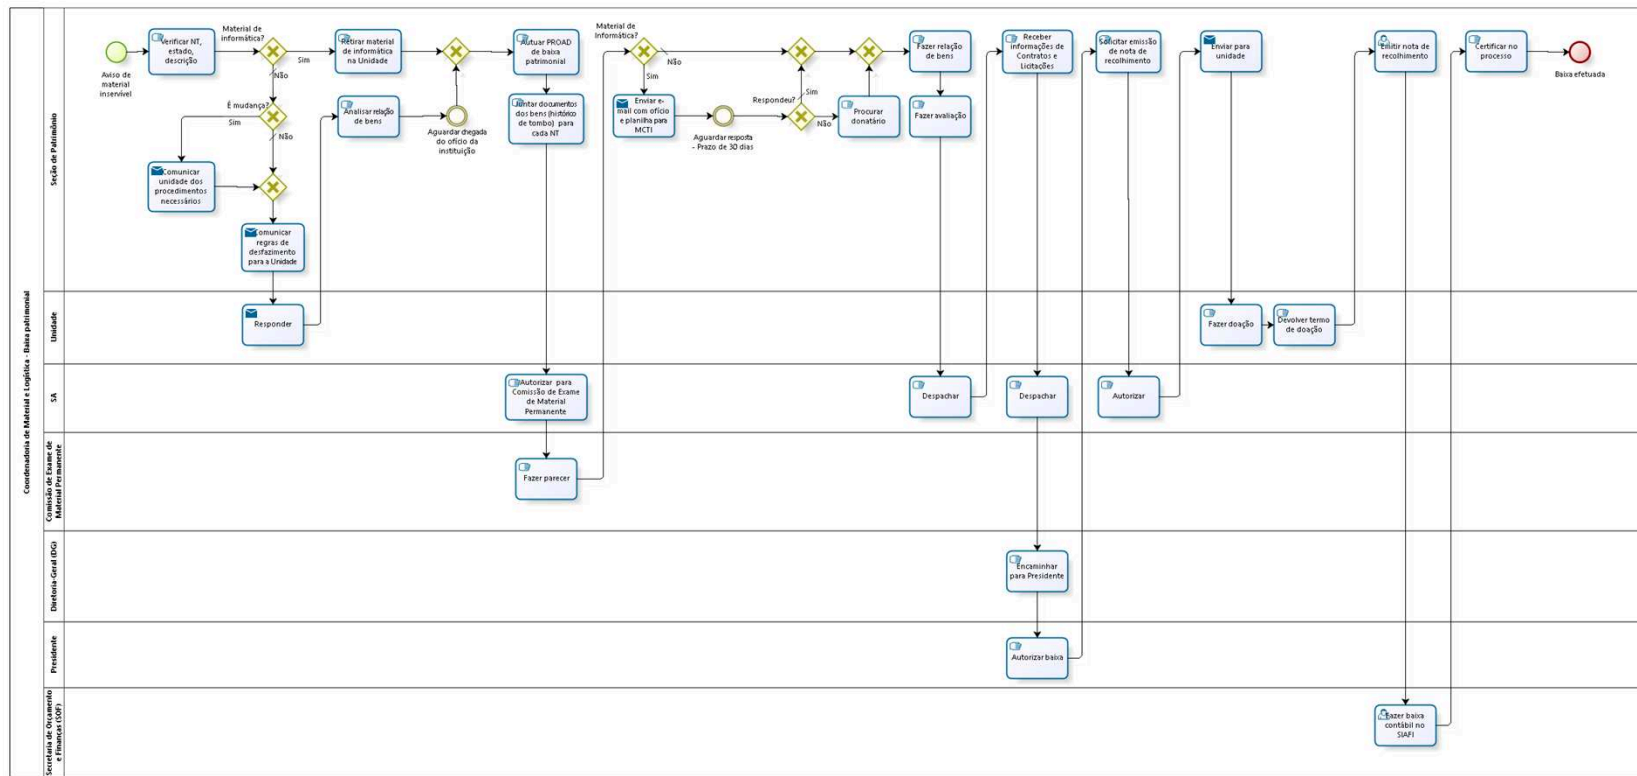 Coordenadoria de Material e Logística - Baixa patrimonial
Seção de Patrimônio
Aviso de
material
inservível
Verificar NT,
estado,
descrição
Material de
informática?
Sim
Não
É mudança?
Sim
Não
Comunicar
unidade dos
procedimentos
necessários
Comunicar
regras de
desfazimento
para a Unidade
Retirar material
de informática
na Unidade
Analisar relação
de bens
Aguardar chegada
do ofício da
instituição
Autuar PROAD
de baixa
patrimonial
Juntar documentos
dos bens (histórico
de tombo) para
cada NT
Material de
Informática?
Não
Sim
Enviar e-mail
com ofício
e planilha para
MCTI
Aguardar resposta
- Prazo de 30 dias
Respondeu?
Sim
Não
Procurar
donatário
Fazer relação
de bens
Fazer avaliação
Receber
informações de
Contratos e
Licitações
Solicitar emissão
de nota de
recolhimento
Enviar para
unidade
Emitir nota de
recolhimento
Certificar no
processo
Baixa efetuada
Unidade
Responder
Fazer doação
Devolver termo
de doação
SA
Autorizar para
Comissão de Exame
de Material
Permanente
Despachar
Despachar
Autorizar
Comissão de Exame de
Material Permanente
Fazer parecer
Diretoria-Geral (DG)
Encaminhar
para Presidente
Presidente
Autorizar baixa
Secretaria de Orçamento
e Finanças (SOF)
Fazer baixa
contábil no
SIAFI